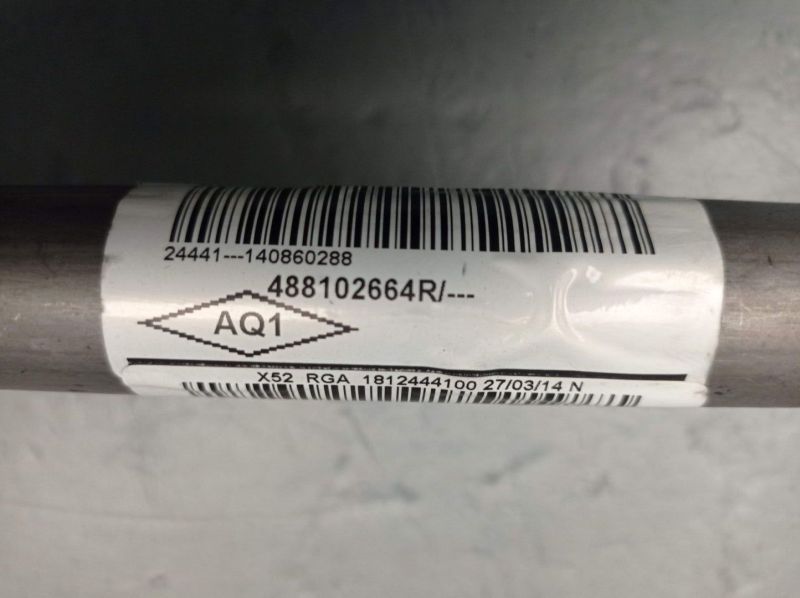 24441---140860288
488102664R/---
AQ1
X52 RGA 1812444100 27/03/14 N